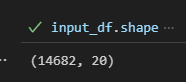 input_df.shape ...
... (14682, 20)